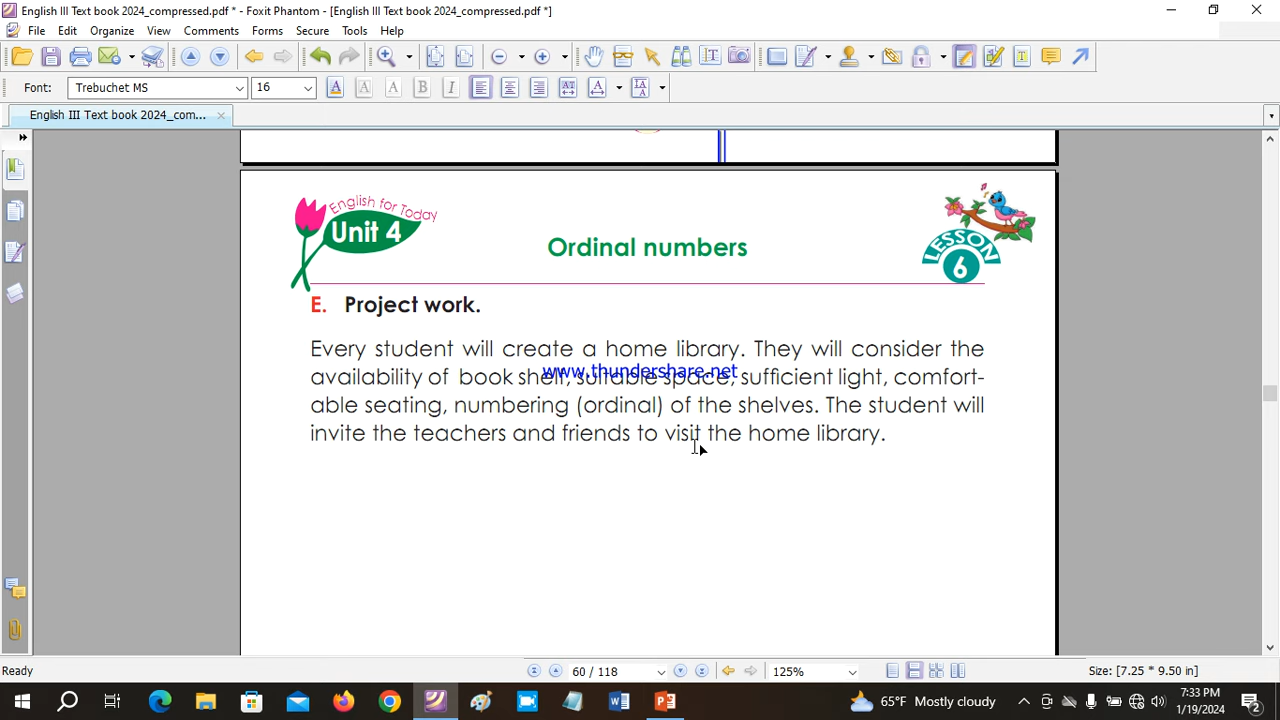 English III Text book 2024_compressed.pdf * - Foxit Phantom - [English III Text book 2024_compressed.pdf *]
File Edit Organize View Comments Forms Secure Tools Help
Font: Trebuchet MS 16
English III Text book 2024_com...
English for Today
Unit 4
Ordinal numbers
LESSON
6
E. Project work.
Every student will create a home library. They will consider the
www.thundershare.net
availability of book shelf, suitable space, sufficient light, comfort-
able seating, numbering (ordinal) of the shelves. The student will
invite the teachers and friends to visit the home library.
Ready 60 / 118 125% Size: [7.25 * 9.50 in]
65°F Mostly cloudy 7:33 PM
1/19/2024 2